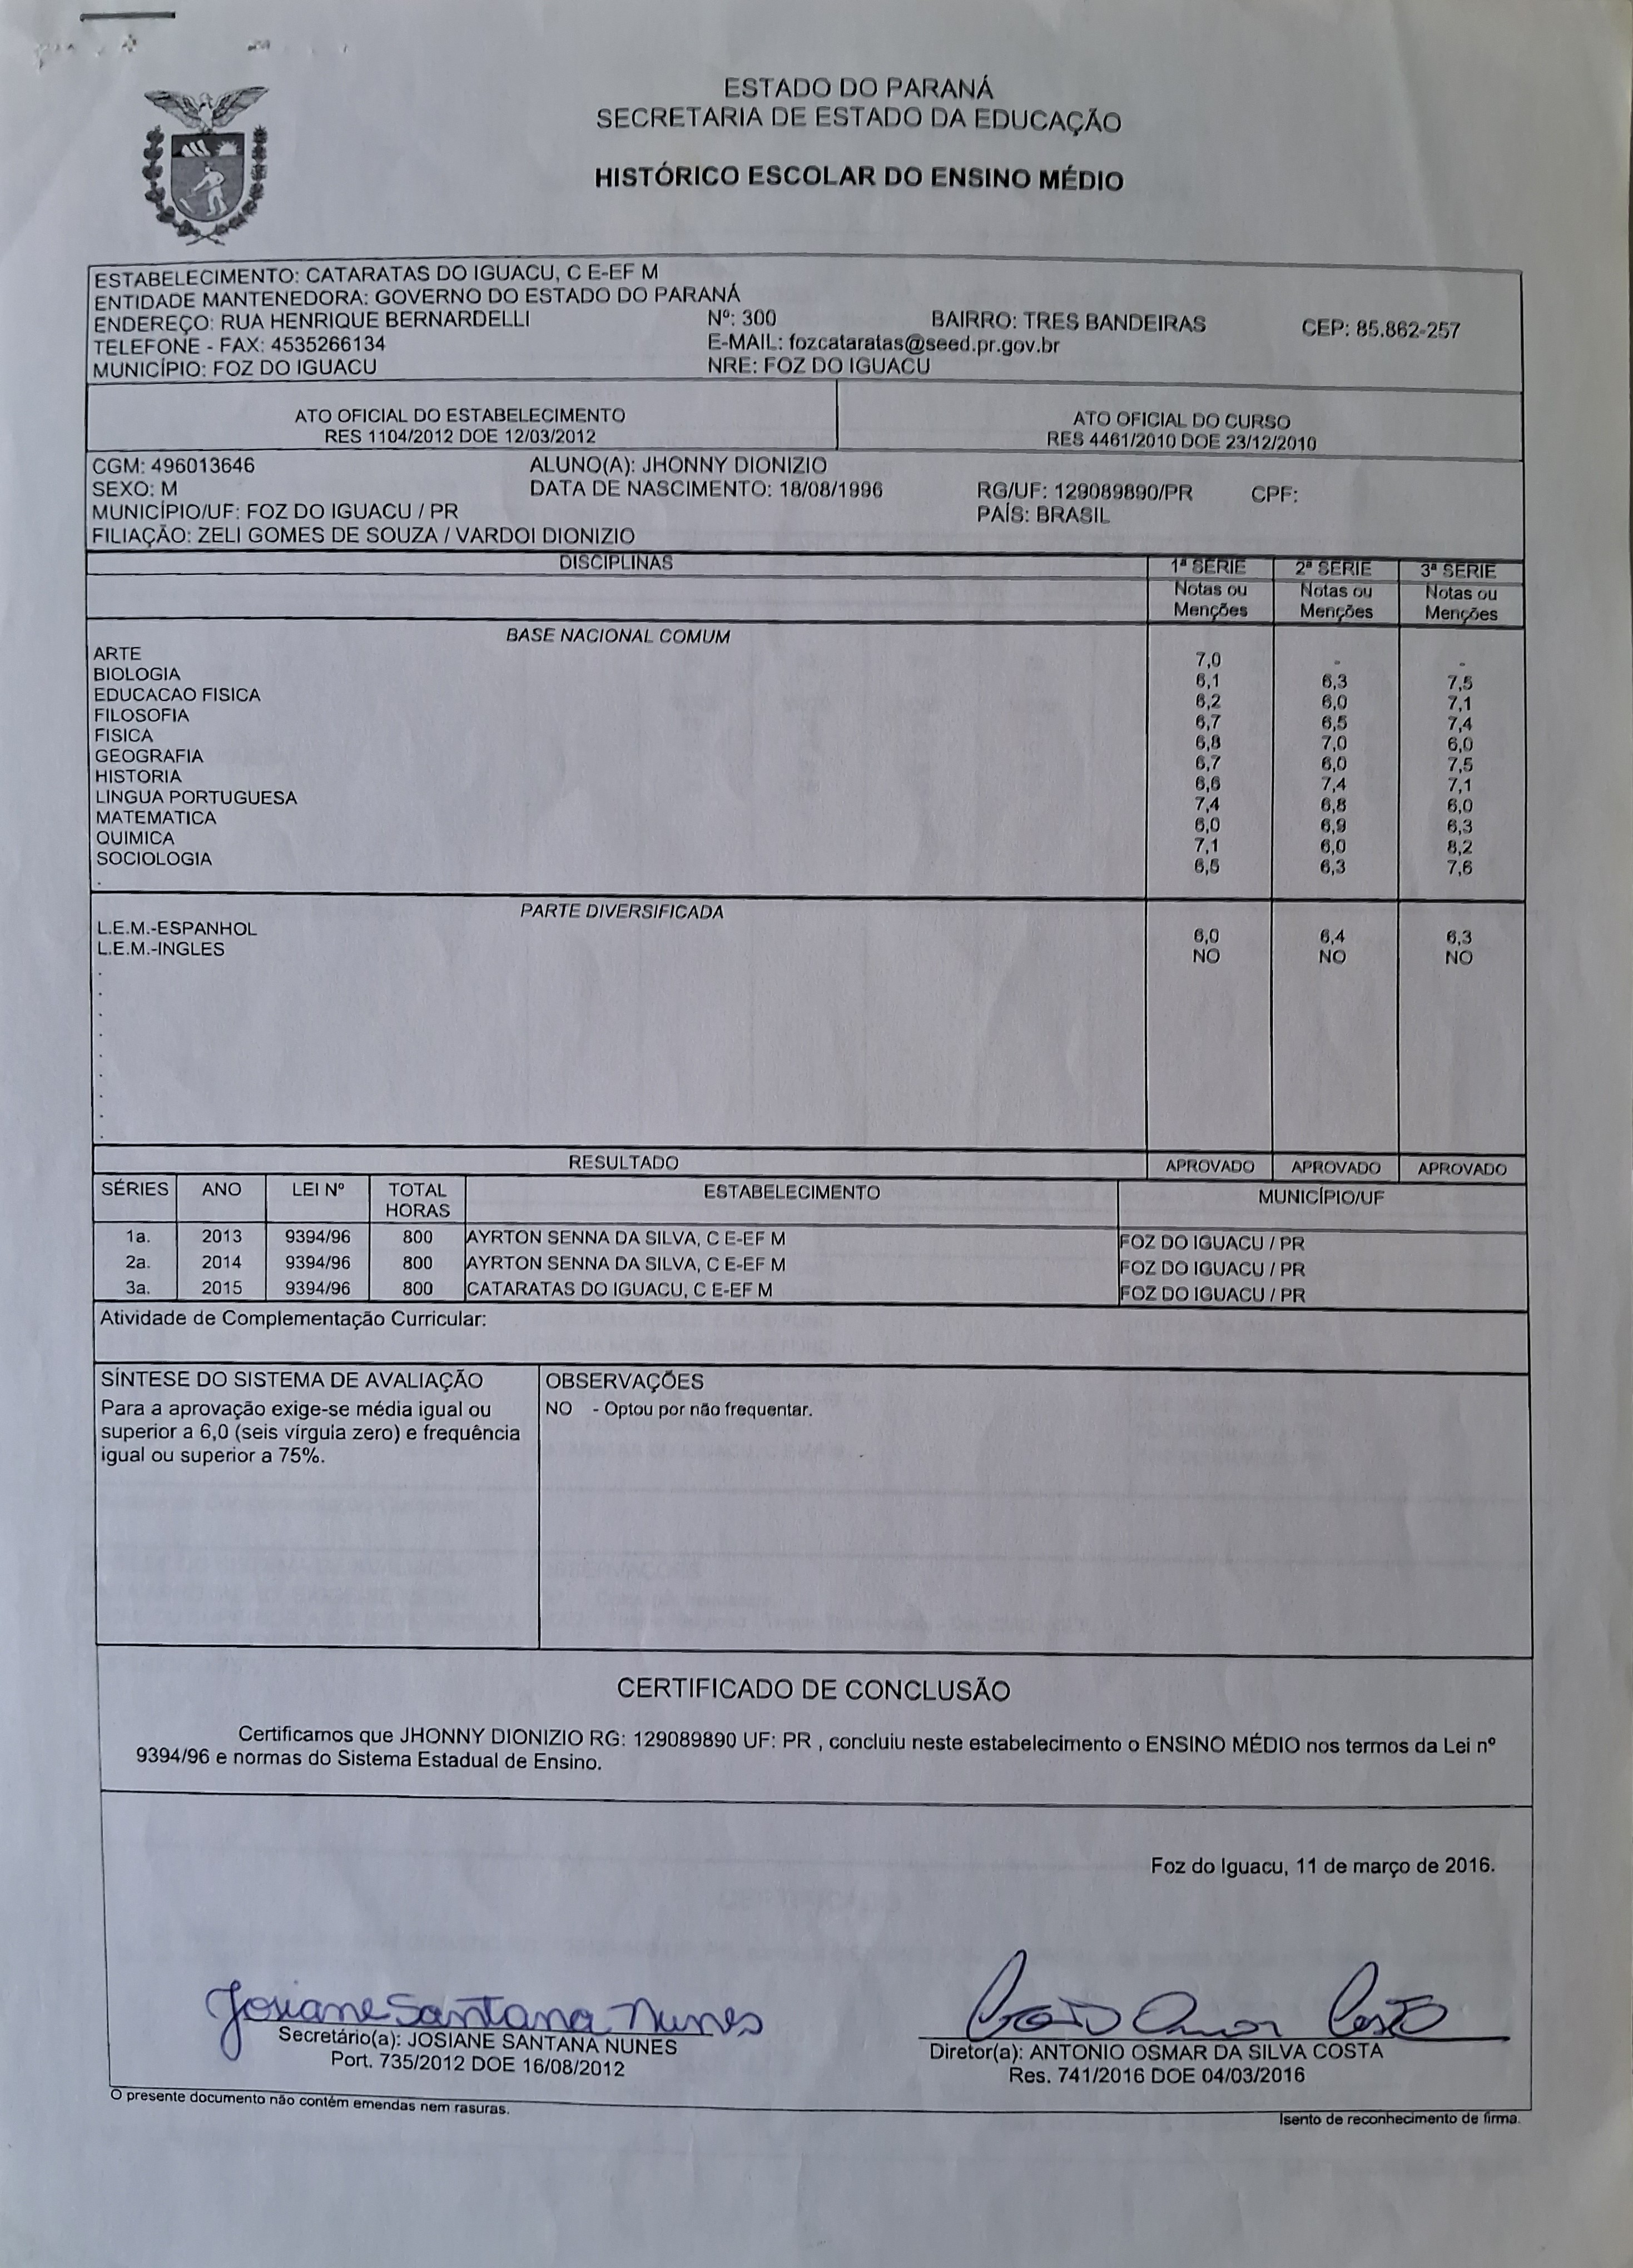 ESTADO DO PARANÁ
SECRETARIA DE ESTADO DA EDUCAÇÃO
HISTÓRICO ESCOLAR DO ENSINO MÉDIO
ESTABELECIMENTO: CATARATAS DO IGUACU, C E-EF M
ENTIDADE MANTENEDORA: GOVERNO DO ESTADO DO PARANÁ
ENDEREÇO: RUA HENRIQUE BERNARDELLI Nº: 300 BAIRRO: TRES BANDEIRAS CEP: 85.862-257
TELEFONE - FAX: 4535266134 E-MAIL: fozcataratas@seed.pr.gov.br
MUNICÍPIO: FOZ DO IGUACU NRE: FOZ DO IGUACU
ATO OFICIAL DO ESTABELECIMENTO ATO OFICIAL DO CURSO
RES 1104/2012 DOE 12/03/2012 RES 4461/2010 DOE 23/12/2010
CGM: 496013646 ALUNO(A): JHONNY DIONIZIO
SEXO: M DATA DE NASCIMENTO: 18/08/1996 RG/UF: 129089890/PR CPF:
MUNICÍPIO/UF: FOZ DO IGUACU / PR PAÍS: BRASIL
FILIAÇÃO: ZELI GOMES DE SOUZA / VARDOI DIONIZIO
DISCIPLINAS 1ª SÉRIE 2ª SÉRIE 3ª SÉRIE
Notas ou Notas ou Notas ou
Menções Menções Menções
BASE NACIONAL COMUM
ARTE 7,0 - -
BIOLOGIA 6,1 6,3 7,5
EDUCACAO FISICA 6,2 6,0 7,1
FILOSOFIA 6,7 6,5 7,4
FISICA 6,8 7,0 6,0
GEOGRAFIA 6,7 6,0 7,5
HISTORIA 6,6 7,4 7,1
LINGUA PORTUGUESA 7,4 6,8 6,0
MATEMATICA 6,0 6,9 6,3
QUIMICA 7,1 6,0 8,2
SOCIOLOGIA 6,5 6,3 7,6
.
PARTE DIVERSIFICADA
L.E.M.-ESPANHOL 6,0 6,4 6,3
L.E.M.-INGLES NO NO NO
.
.
.
.
.
.
.
.
.
RESULTADO APROVADO APROVADO APROVADO
SÉRIES ANO LEI Nº TOTAL ESTABELECIMENTO MUNICÍPIO/UF
HORAS
1a. 2013 9394/96 800 AYRTON SENNA DA SILVA, C E-EF M FOZ DO IGUACU / PR
2a. 2014 9394/96 800 AYRTON SENNA DA SILVA, C E-EF M FOZ DO IGUACU / PR
3a. 2015 9394/96 800 CATARATAS DO IGUACU, C E-EF M FOZ DO IGUACU / PR
Atividade de Complementação Curricular:
SÍNTESE DO SISTEMA DE AVALIAÇÃO OBSERVAÇÕES
Para a aprovação exige-se média igual ou NO - Optou por não frequentar.
superior a 6,0 (seis vírgula zero) e frequência
igual ou superior a 75%.
CERTIFICADO DE CONCLUSÃO
Certificamos que JHONNY DIONIZIO RG: 129089890 UF: PR , concluiu neste estabelecimento o ENSINO MÉDIO nos termos da Lei nº
9394/96 e normas do Sistema Estadual de Ensino.
Foz do Iguacu, 11 de março de 2016.
Josiane Santana Nunes
Secretário(a): JOSIANE SANTANA NUNES Diretor(a): ANTONIO OSMAR DA SILVA COSTA
Port. 735/2012 DOE 16/08/2012 Res. 741/2016 DOE 04/03/2016
O presente documento não contém emendas nem rasuras. Isento de reconhecimento de firma.